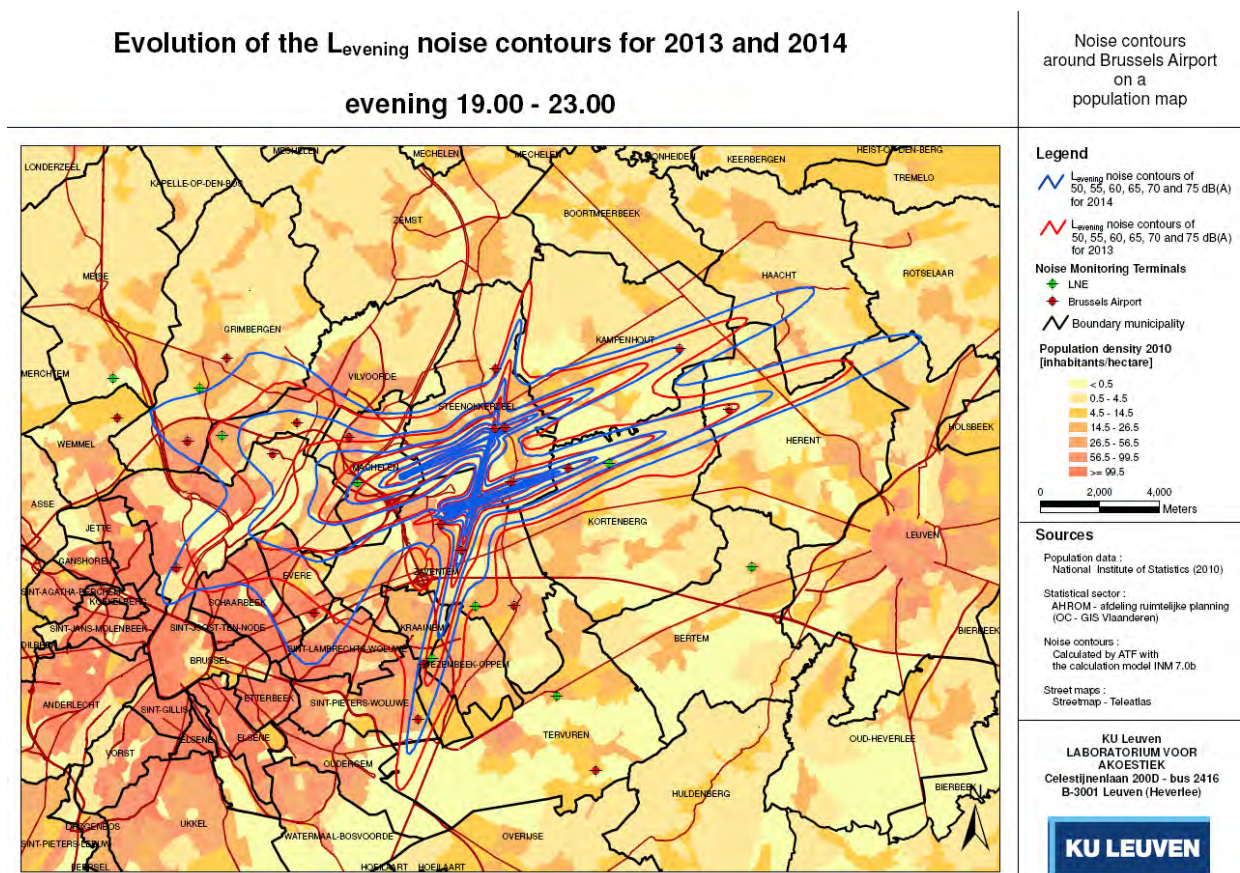 Evolution of the Levening noise contours for 2013 and 2014
evening 19.00 - 23.00
Noise contours
around Brussels Airport
on a
population map
Legend
Levening noise contours of
50, 55, 60, 65, 70 and 75 dB(A)
for 2014
Levening noise contours of
50, 55, 60, 65, 70 and 75 dB(A)
for 2013
Noise Monitoring Terminals
LNE
Brussels Airport
Boundary municipality
Population density 2010
[inhabitants/hectare]
< 0.5
0.5 - 4.5
4.5 - 14.5
14.5 - 26.5
26.5 - 56.5
56.5 - 99.5
>= 99.5
0 2,000 4,000
Meters
Sources
Population data :
National Institute of Statistics (2010)
Statistical sector :
AHROM - afdeling ruimtelijke planning
(OC - GIS Vlaanderen)
Noise contours :
Calculated by ATF with
the calculation model INM 7.0b
Street maps :
Streetmap - Teleatlas
KU Leuven
LABORATORIUM VOOR
AKOESTIEK
Celestijnenlaan 200D - bus 2416
B-3001 Leuven (Heverlee)
KU LEUVEN
MECHELEN
MECHELEN
MECHELEN
KEERBERGEN
HEIST-OP-DEN-BERG
LONDERZEEL
TREMELO
KAPELLE-OP-DEN-BOS
ZEMST
BOORTMEERBEEK
MEISE
HAACHT
ROTSELAAR
GRIMBERGEN
KAMPENHOUT
MERCHTEM
VILVOORDE
STEENOKKERZEEL
HOLSBEEK
WEMMEL
HERENT
MACHELEN
ASSE
JETTE
KORTENBERG
LEUVEN
GANSHOREN
EVERE
ZAVENTEM
SINT-AGATHA-BERCHEM
KOEKELBERG
SCHAARBEEK
SINT-JANS-MOLENBEEK
SINT-JOOST-TEN-NODE
KRAAINEM
BIERBEEK
SINT-LAMBRECHTS-WOLUWE
BERTEM
BRUSSEL
WEZEMBEEK-OPPEM
ETTERBEEK
SINT-PIETERS-WOLUWE
ANDERLECHT
SINT-GILLIS
ELSENE
ELSENE
TERVUREN
OUD-HEVERLEE
VORST
OUDERGEM
BIERBEEK
HULDENBERG
DROGENBOS
UKKEL
WATERMAAL-BOSVOORDE
OVERIJSE
SINT-PIETERS-LEEUW
BEERSEL
HOEILAART
HOEILAART